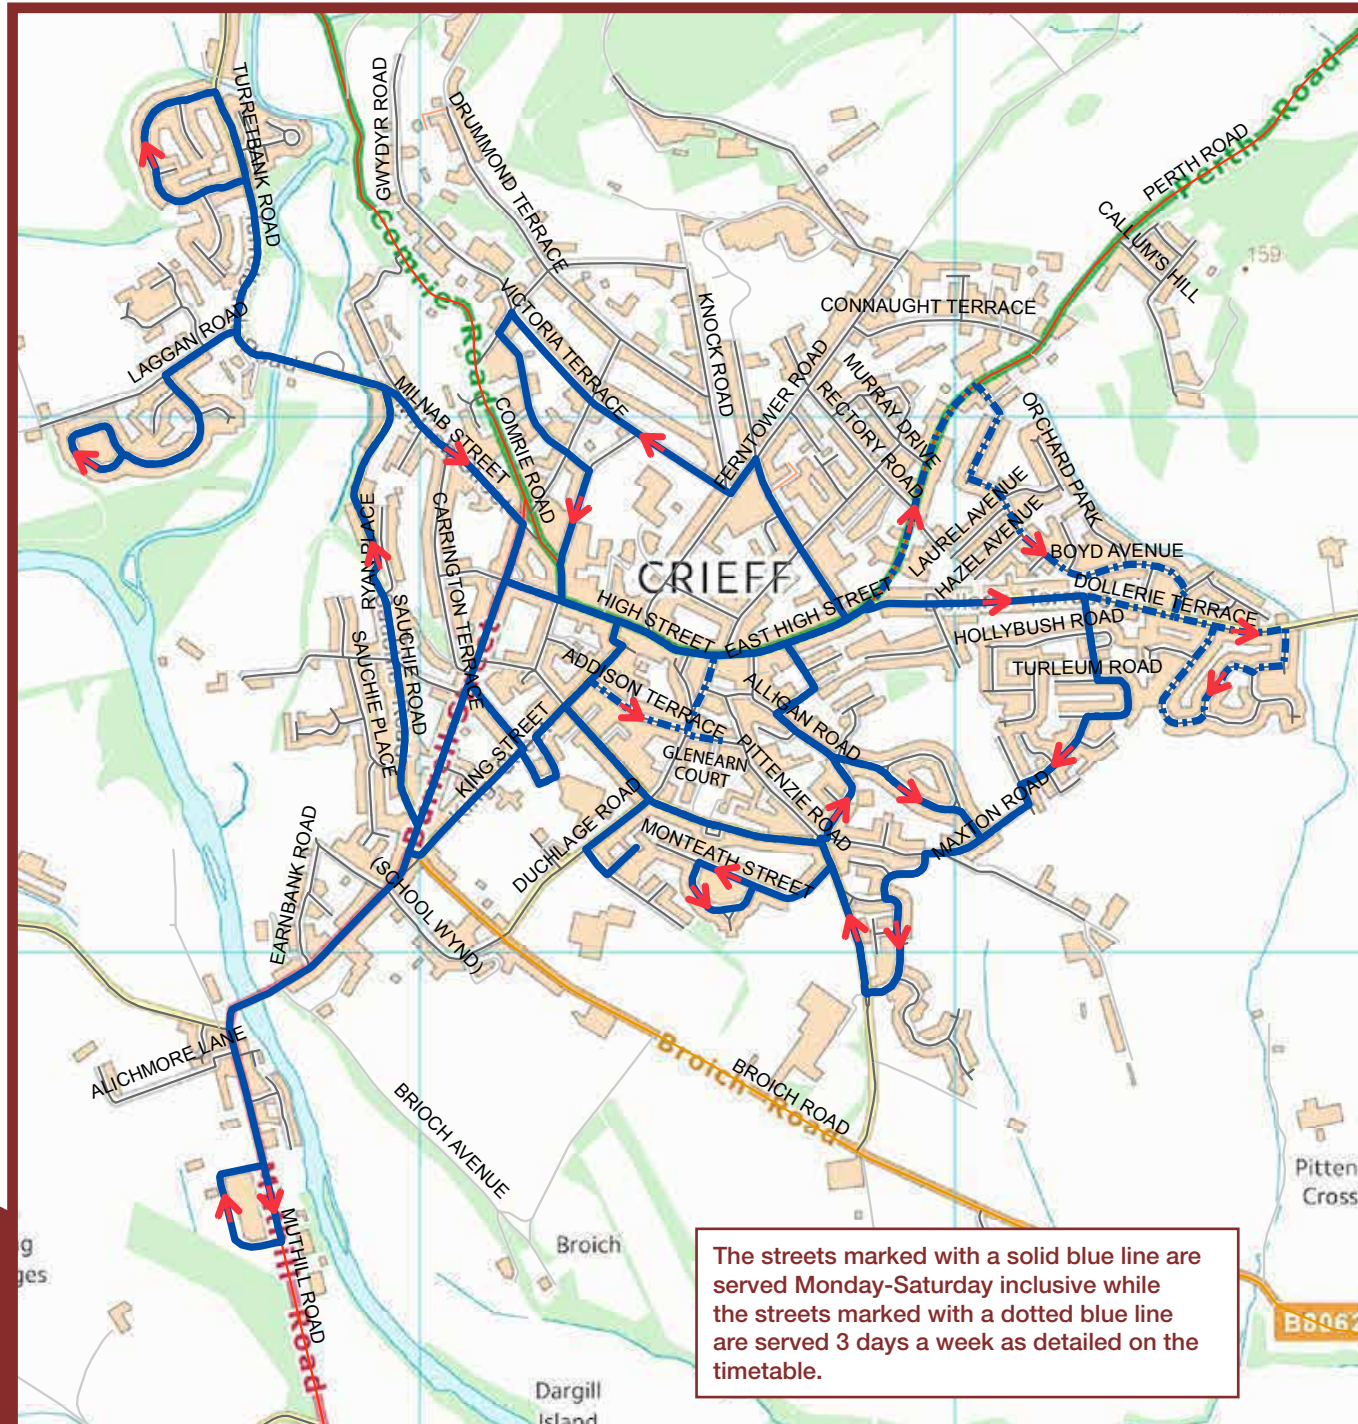 TURRETBANK ROAD
GWYDYR ROAD
DRUMMOND TERRACE
Comrie Road
Perth Road
PERTH ROAD
CALLUM'S HILL
159
LAGGAN ROAD
VICTORIA TERRACE
KNOCK ROAD
CONNAUGHT TERRACE
FERNTOWER ROAD
MURRAY DRIVE
RECTORY ROAD
ORCHARD PARK
MILNAB STREET
COMRIE ROAD
LAUREL AVENUE
HAZEL AVENUE
BOYD AVENUE
RYAN PLACE
CARRINGTON TERRACE
CRIEFF
HIGH STREET
EAST HIGH STREET
DOLLERIE TERRACE
HOLLYBUSH ROAD
TURLEUM ROAD
SAUCHIE ROAD
SAUCHIE PLACE
ADDISON TERRACE
ALLIGAN ROAD
KING STREET
GLENEARN
COURT
PITTENZIE ROAD
DUCHLAGE ROAD
MONTEATH STREET
MAXTON ROAD
EARNBANK ROAD
(SCHOOL WYND)
ALICHMORE LANE
BRIOCH AVENUE
Broich Road
BROICH ROAD
MUTHILL ROAD
Muthill Road
Broich
Pitten
Cross
g
ges
Dargill
Island
B8062
The streets marked with a solid blue line are
served Monday-Saturday inclusive while
the streets marked with a dotted blue line
are served 3 days a week as detailed on the
timetable.